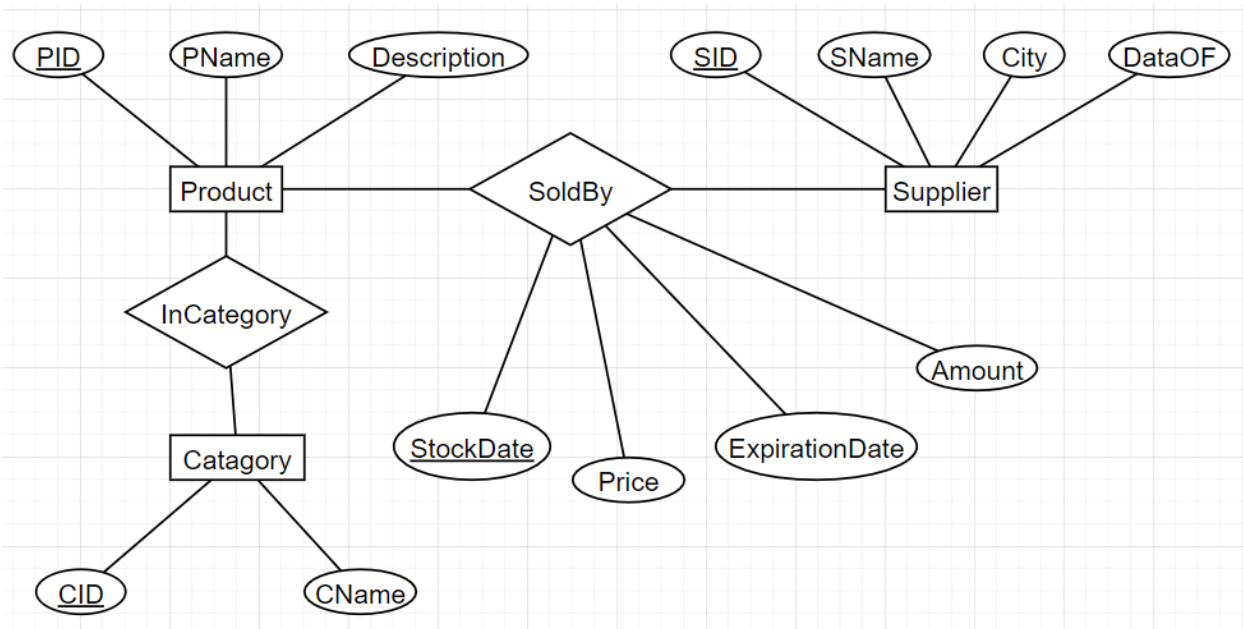 PID
PName
Description
SID
SName
City
DataOF
Product
SoldBy
Supplier
InCategory
Amount
StockDate
ExpirationDate
Catagory
Price
CID
CName